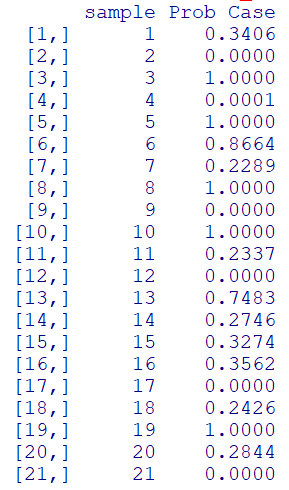 sample Prob Case
[1,] 1 0.3406
[2,] 2 0.0000
[3,] 3 1.0000
[4,] 4 0.0001
[5,] 5 1.0000
[6,] 6 0.8664
[7,] 7 0.2289
[8,] 8 1.0000
[9,] 9 0.0000
[10,] 10 1.0000
[11,] 11 0.2337
[12,] 12 0.0000
[13,] 13 0.7483
[14,] 14 0.2746
[15,] 15 0.3274
[16,] 16 0.3562
[17,] 17 0.0000
[18,] 18 0.2426
[19,] 19 1.0000
[20,] 20 0.2844
[21,] 21 0.0000